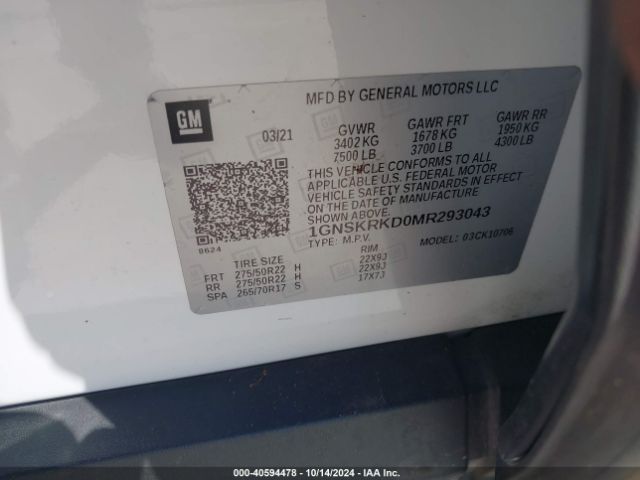 MFD BY GENERAL MOTORS LLC
GM
03/21
GVWR GAWR FRT GAWR RR
3402 KG 1678 KG 1950 KG
7500 LB 3700 LB 4300 LB
THIS VEHICLE CONFORMS TO ALL
APPLICABLE U.S. FEDERAL MOTOR
VEHICLE SAFETY STANDARDS IN EFFECT
ON THE DATE OF MANUFACTURE
SHOWN ABOVE.
1GNSKRKD0MR293043
TYPE: M.P.V. MODEL: 03CK10706
8624
TIRE SIZE RIM
FRT 275/50R22 H 22X9J
RR 275/50R22 H 22X9J
SPA 265/70R17 S 17X7J
000-40594478 - 10/14/2024 - IAA Inc.